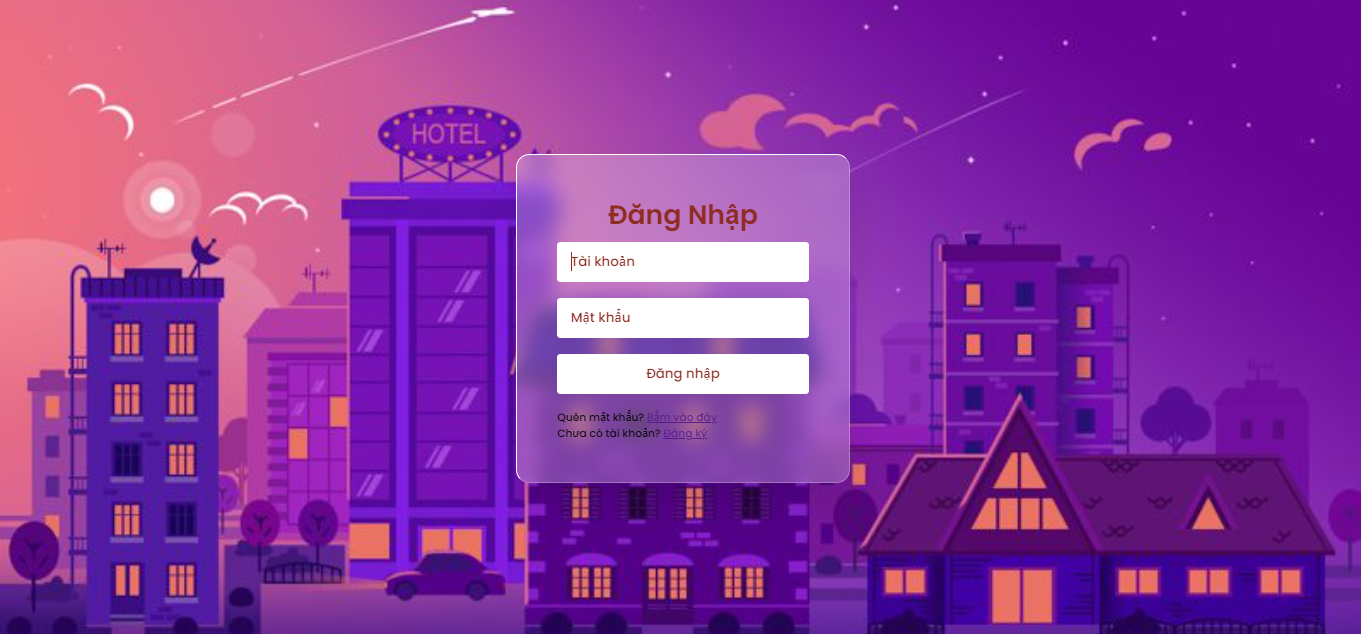 HOTEL
Đăng Nhập
Tài khoản
Mật khẩu
Đăng nhập
Quên mật khẩu? Bấm vào đây
Chưa có tài khoản? Đăng ký